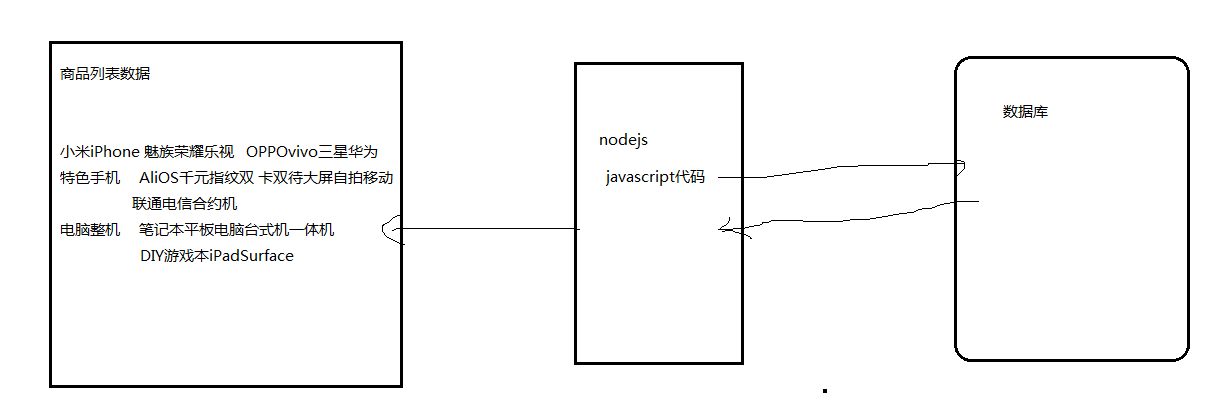 商品列表数据
小米iPhone 魅族荣耀乐视 OPPOvivo三星华为
特色手机 AliOS千元指纹双 卡双待大屏自拍移动
联通电信合约机
电脑整机 笔记本平板电脑台式机一体机
DIY游戏本iPadSurface
nodejs
javascript代码
数据库